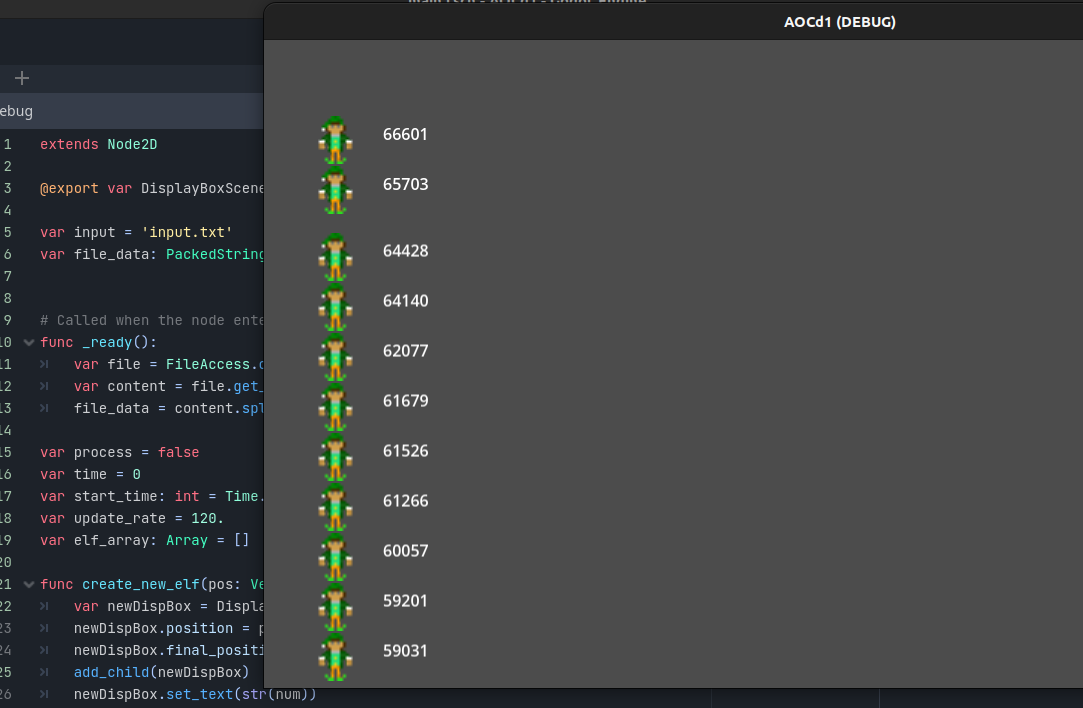 AOCd1 (DEBUG)
ebug
1 extends Node2D
2
3 @export var DisplayBoxScene
4
5 var input = 'input.txt'
6 var file_data: PackedString
7
8
9 # Called when the node ente
10 func _ready():
11 var file = FileAccess.
12 var content = file.get_
13 file_data = content.spl
14
15 var process = false
16 var time = 0
17 var start_time: int = Time.
18 var update_rate = 120.
19 var elf_array: Array = []
20
21 func create_new_elf(pos: Ve
22 var newDispBox = Displa
23 newDispBox.position = p
24 newDispBox.final_positi
25 add_child(newDispBox)
26 newDispBox.set_text(str(num))
66601
65703
64428
64140
62077
61679
61526
61266
60057
59201
59031